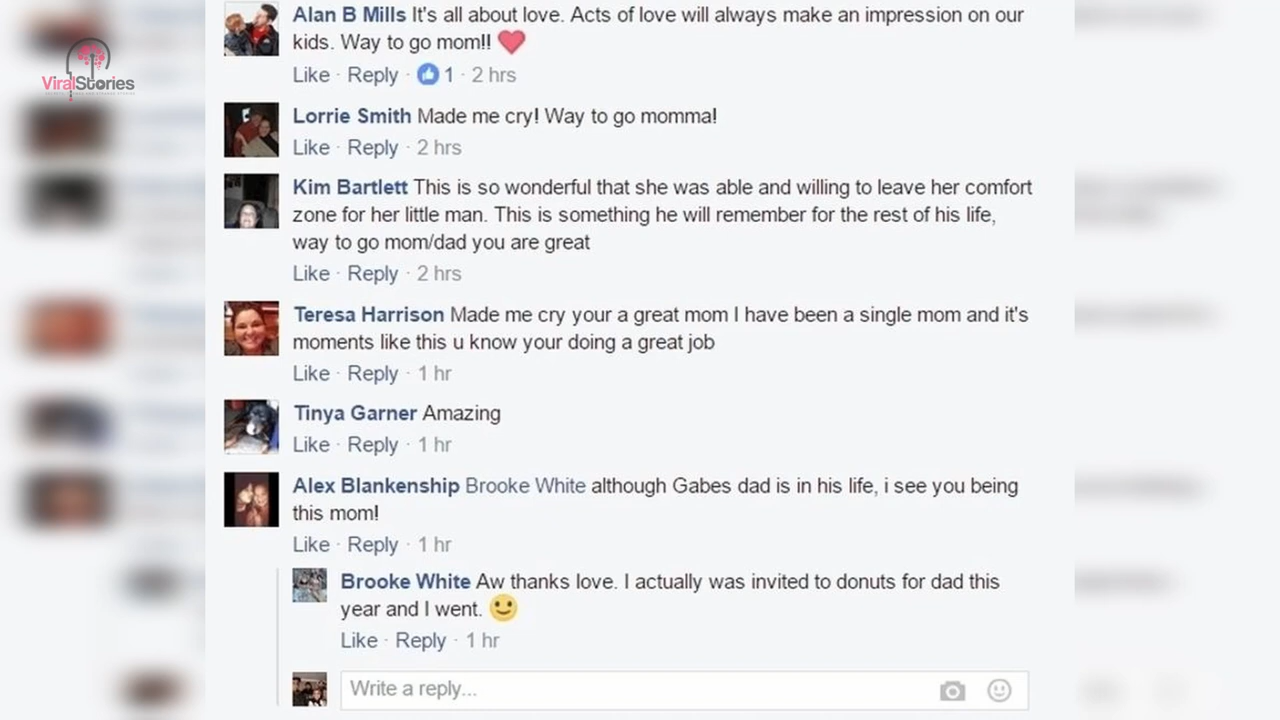 ViralStories
Alan B Mills It's all about love. Acts of love will always make an impression on our
kids. Way to go mom!! ❤
Like · Reply · 1 · 2 hrs
Lorrie Smith Made me cry! Way to go momma!
Like · Reply · 2 hrs
Kim Bartlett This is so wonderful that she was able and willing to leave her comfort
zone for her little man. This is something he will remember for the rest of his life,
way to go mom/dad you are great
Like · Reply · 2 hrs
Teresa Harrison Made me cry your a great mom I have been a single mom and it's
moments like this u know your doing a great job
Like · Reply · 1 hr
Tinya Garner Amazing
Like · Reply · 1 hr
Alex Blankenship Brooke White although Gabes dad is in his life, i see you being
this mom!
Like · Reply · 1 hr
Brooke White Aw thanks love. I actually was invited to donuts for dad this
year and I went. 🙂
Like · Reply · 1 hr
Write a reply...